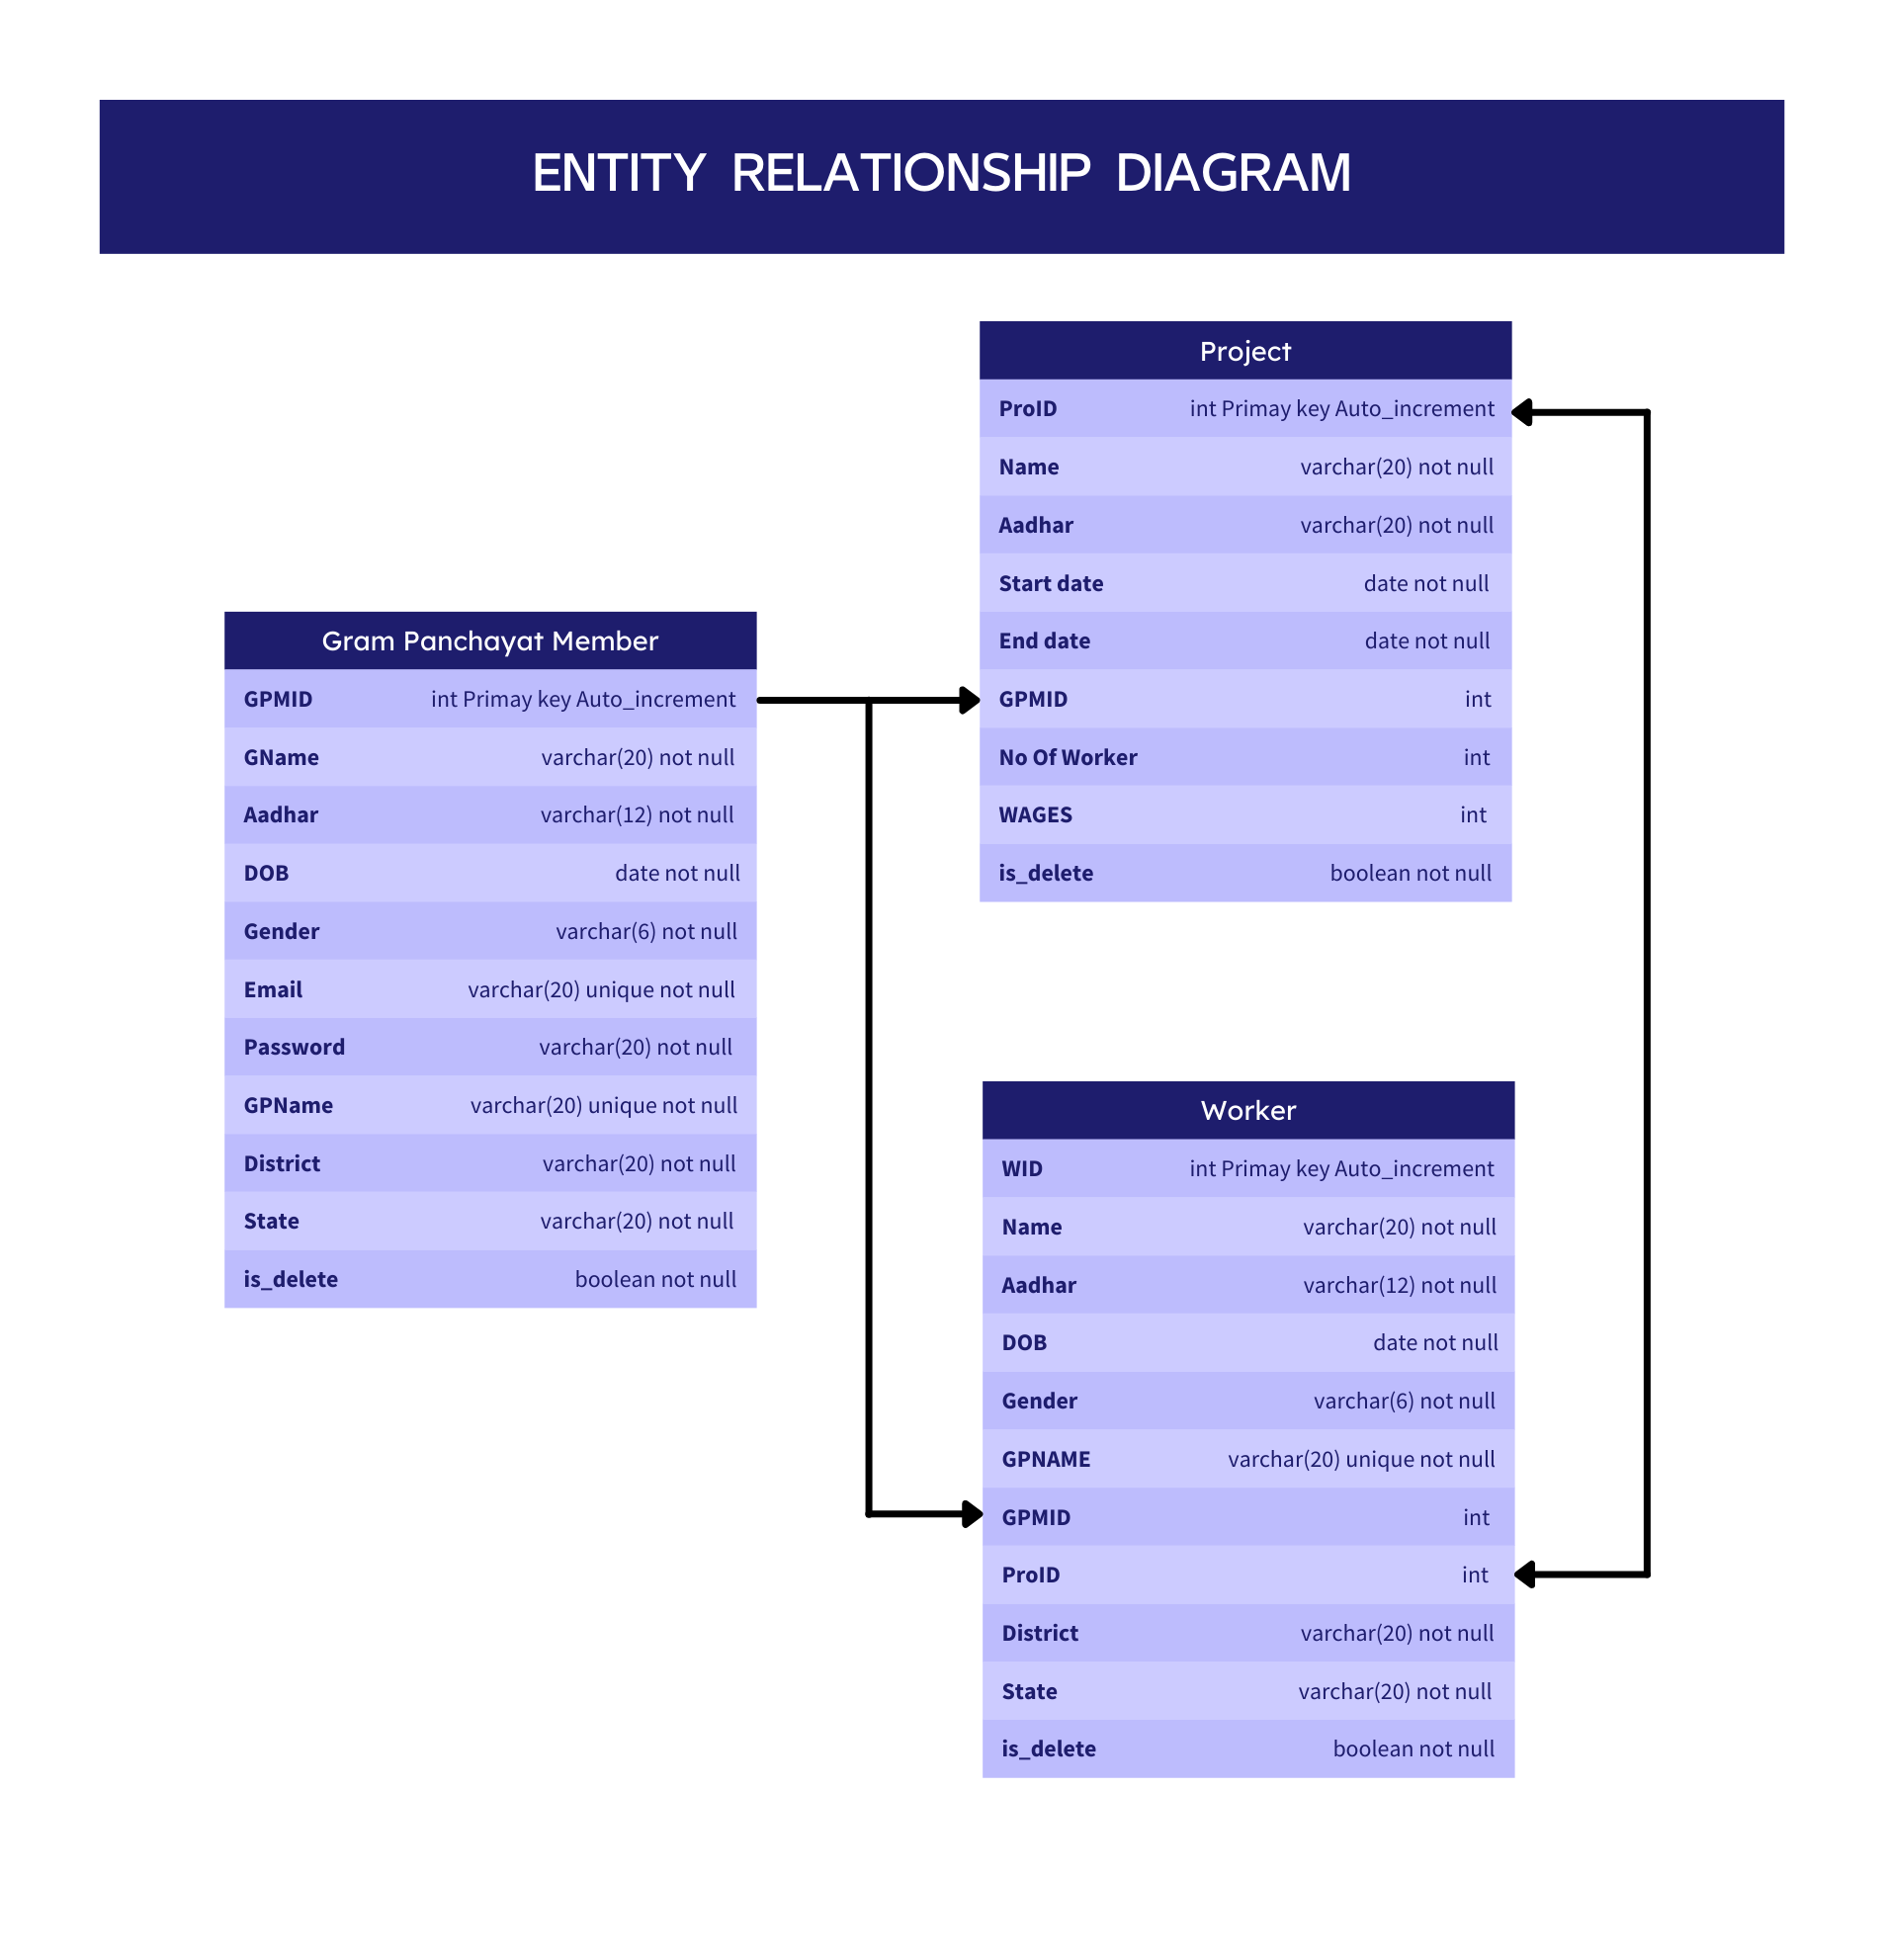 ENTITY RELATIONSHIP DIAGRAM
Project
ProID int Primay key Auto_increment
Name varchar(20) not null
Aadhar varchar(20) not null
Start date date not null
End date date not null
GPMID int
No Of Worker int
WAGES int
is_delete boolean not null
Gram Panchayat Member
GPMID int Primay key Auto_increment
GName varchar(20) not null
Aadhar varchar(12) not null
DOB date not null
Gender varchar(6) not null
Email varchar(20) unique not null
Password varchar(20) not null
GPName varchar(20) unique not null
District varchar(20) not null
State varchar(20) not null
is_delete boolean not null
Worker
WID int Primay key Auto_increment
Name varchar(20) not null
Aadhar varchar(12) not null
DOB date not null
Gender varchar(6) not null
GPNAME varchar(20) unique not null
GPMID int
ProID int
District varchar(20) not null
State varchar(20) not null
is_delete boolean not null